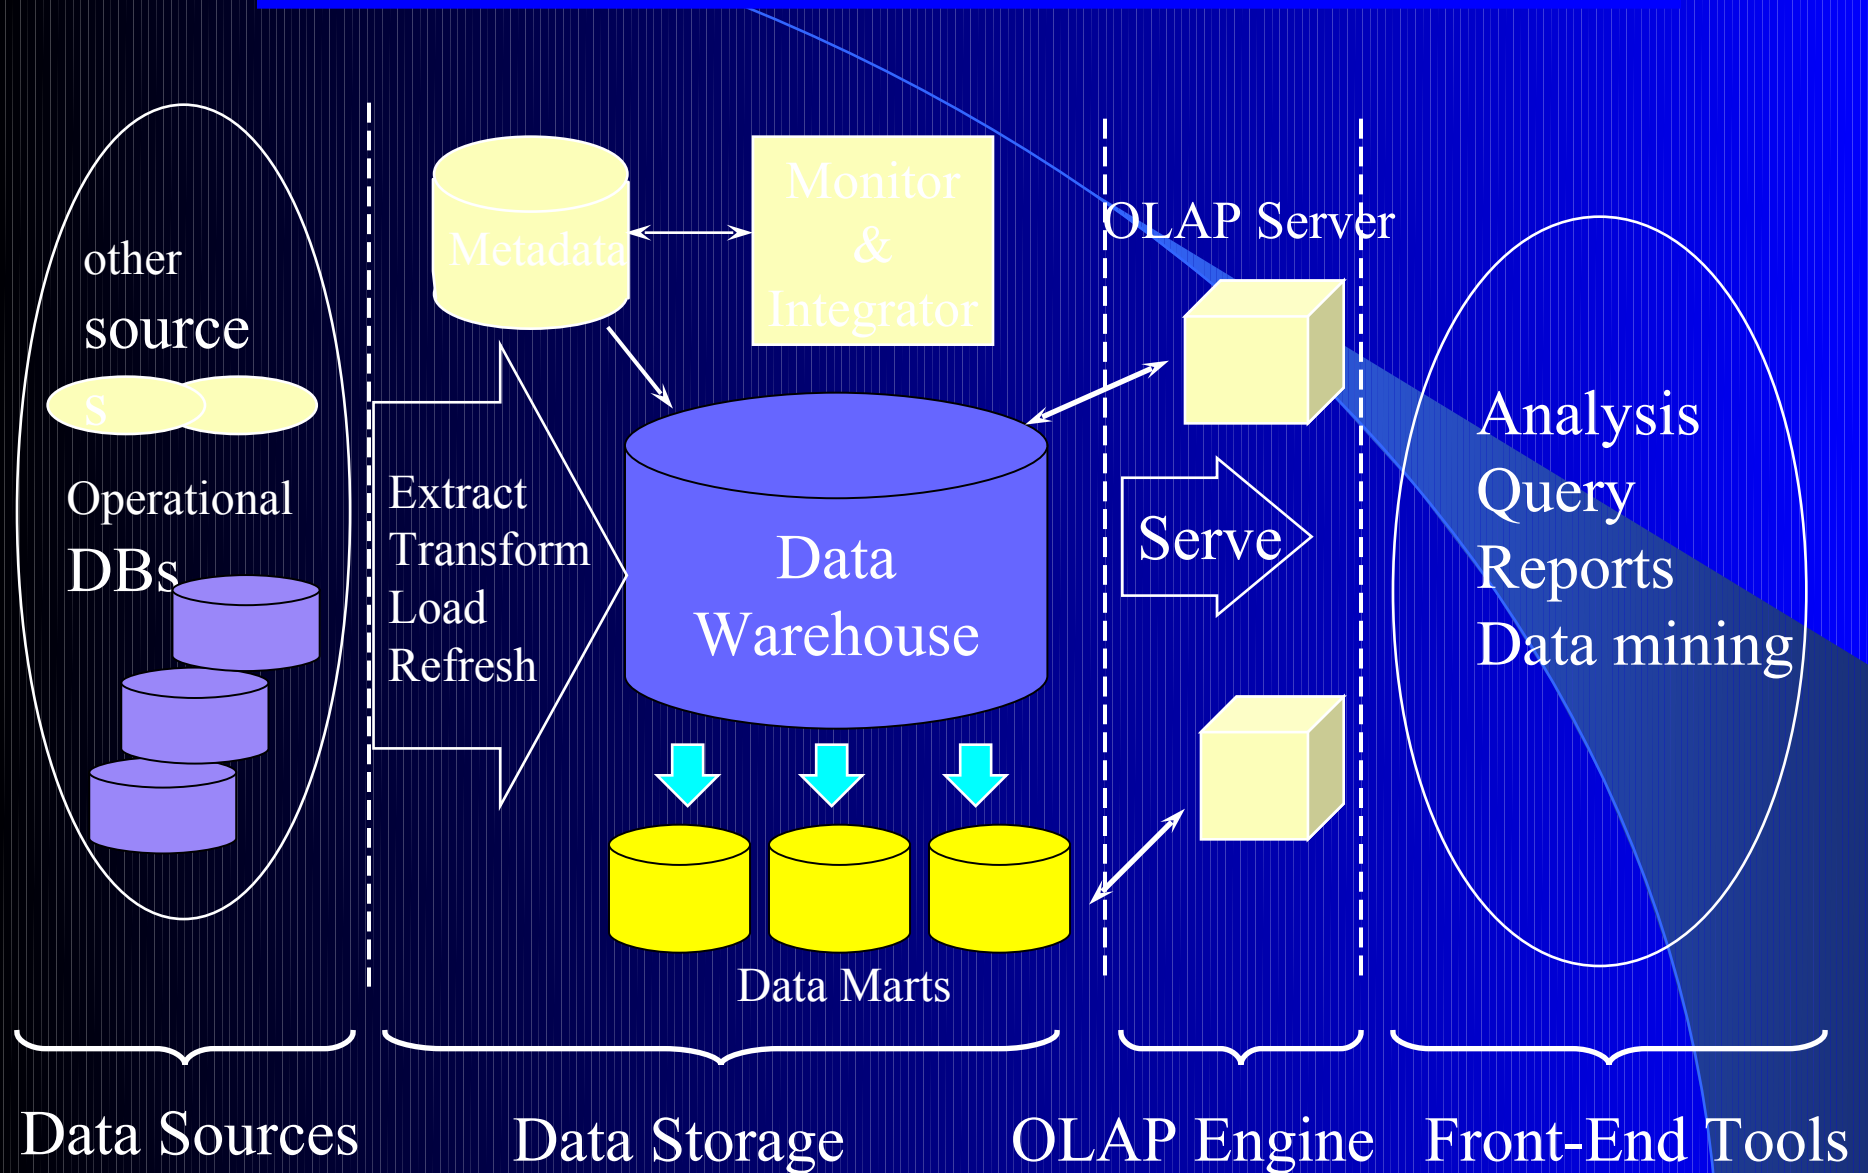 other
source
s
Operational
DBs
Extract
Transform
Load
Refresh
Metadata
Monitor
&
Integrator
Data
Warehouse
Data Marts
OLAP Server
Serve
Analysis
Query
Reports
Data mining
Data Sources
Data Storage
OLAP Engine
Front-End Tools